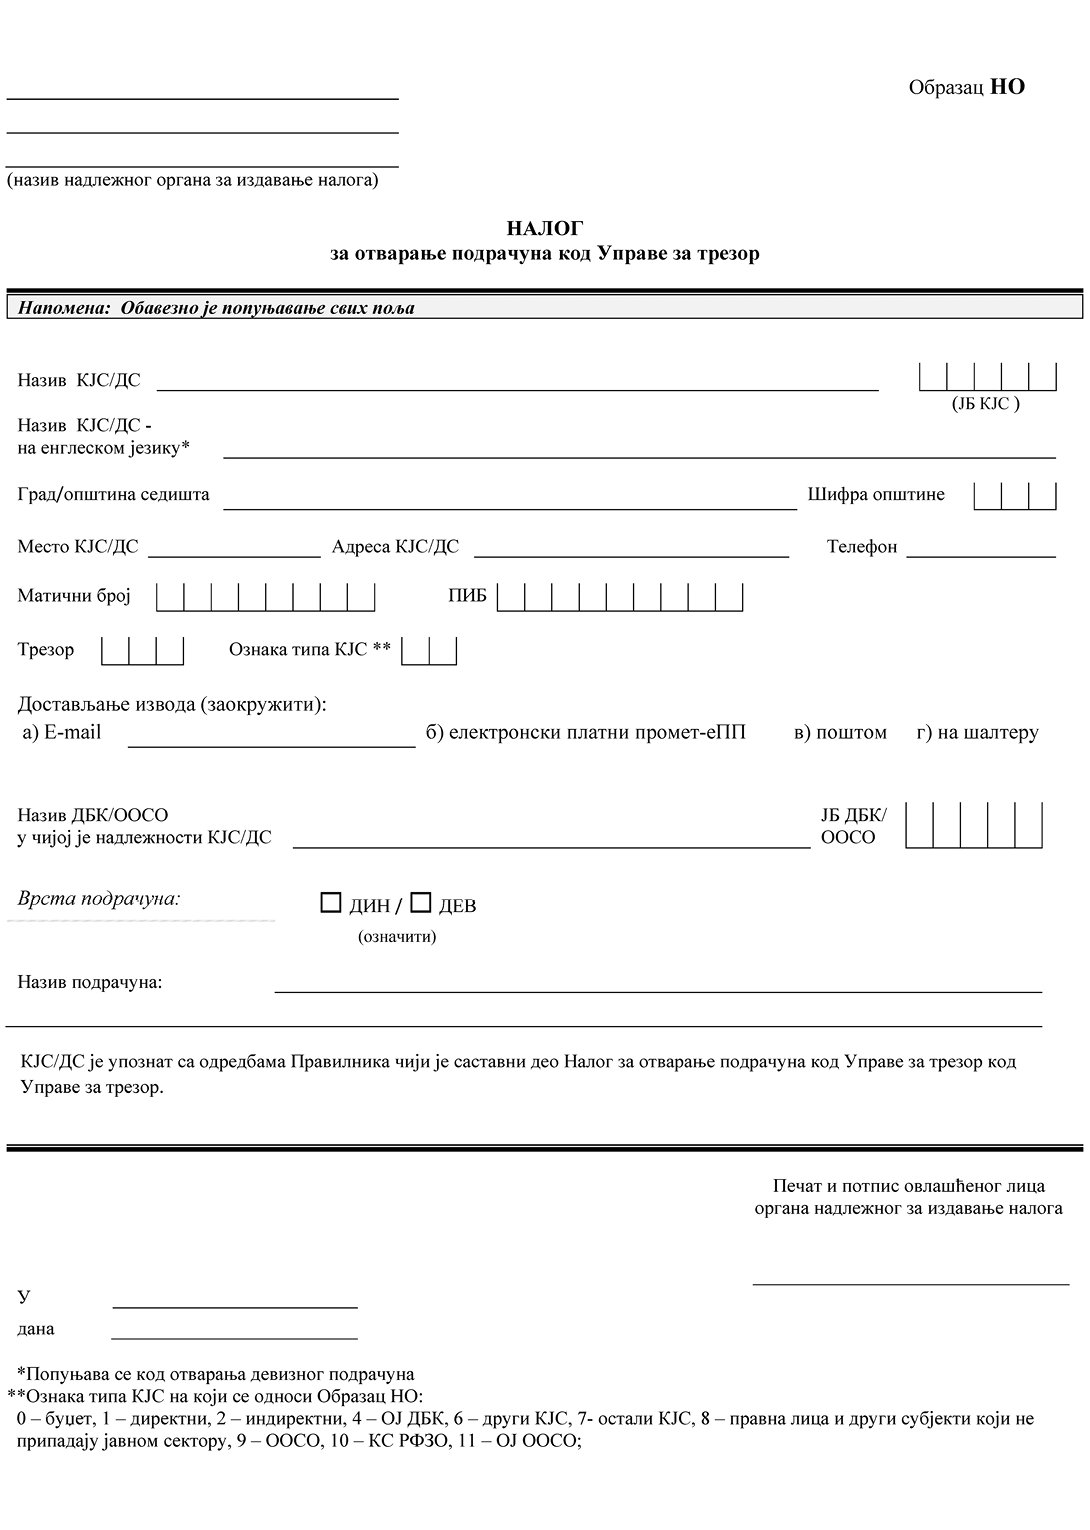 Образац НО
(назив надлежног органа за издавање налога)
НАЛОГ
за отварање подрачуна код Управе за трезор
Напомена: Обавезно је попуњавање свих поља
Назив КЈС/ДС
(ЈБ КЈС )
Назив КЈС/ДС -
на енглеском језику*
Град/општина седишта Шифра општине
Место КЈС/ДС Адреса КЈС/ДС Телефон
Матични број ПИБ
Трезор Ознака типа КЈС **
Достављање извода (заокружити):
а) E-mail б) електронски платни промет-еПП в) поштом г) на шалтеру
Назив ДБК/ООСО ЈБ ДБК/
у чијој је надлежности КЈС/ДС ООСО
Врста подрачуна:
ДИН / ДЕВ
(означити)
Назив подрачуна:
КЈС/ДС је упознат са одредбама Правилника чији је саставни део Налог за отварање подрачуна код Управе за трезор код
Управе за трезор.
Печат и потпис овлашћеног лица
органа надлежног за издавање налога
У
дана
*Попуњава се код отварања девизног подрачуна
**Ознака типа КЈС на који се односи Образац НО:
0 – буџет, 1 – директни, 2 – индиректни, 4 – ОЈ ДБК, 6 – други КЈС, 7- остали КЈС, 8 – правна лица и други субјекти који не
припадају јавном сектору, 9 – ООСО, 10 – КС РФЗО, 11 – ОЈ ООСО;